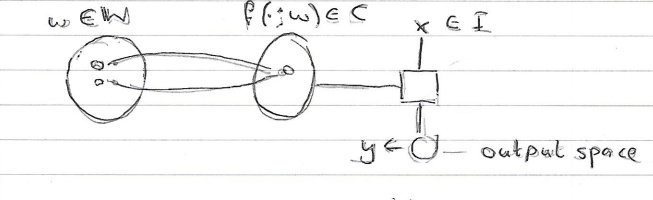 w ∈ W f(·;w) ∈ C x ∈ I
y ← O — output space